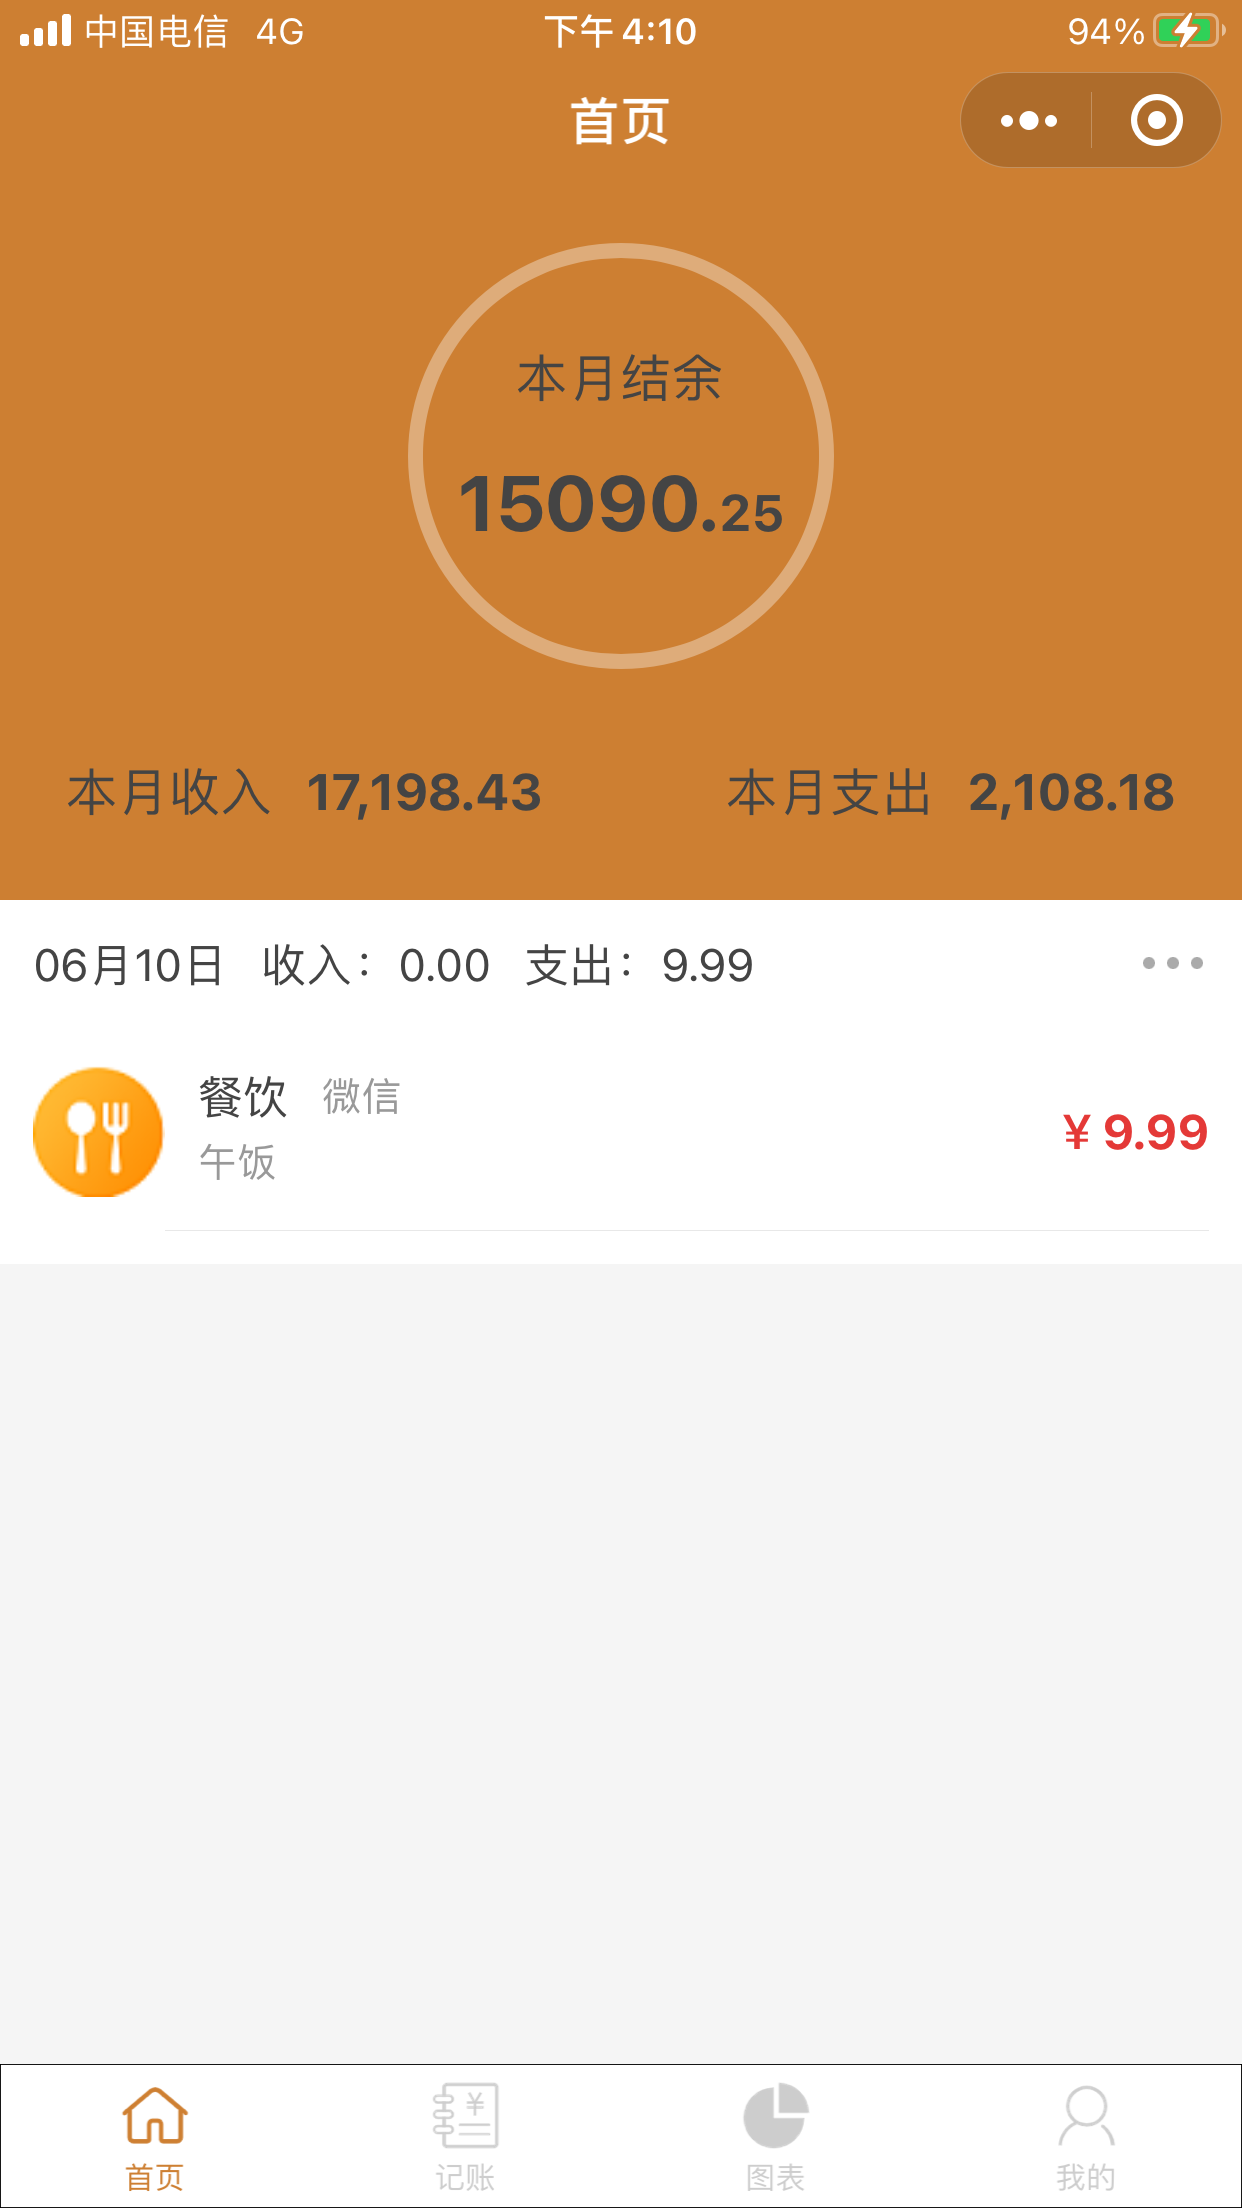 中国电信 4G 下午4:10 94%
首页
本月结余
15090.25
本月收入 17,198.43 本月支出 2,108.18
06月10日 收入：0.00 支出：9.99
餐饮 微信
午饭
¥ 9.99
首页 记账 图表 我的